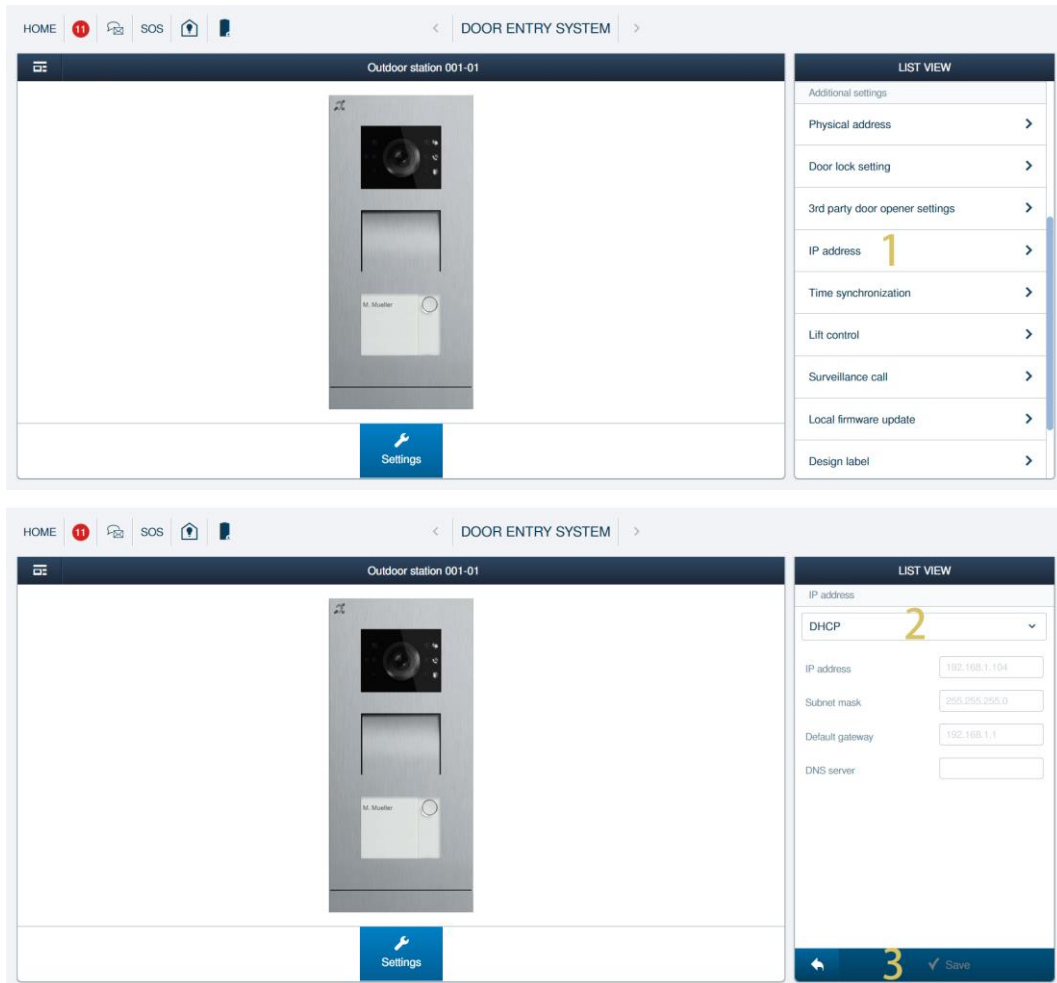 HOME 11 SOS DOOR ENTRY SYSTEM
Outdoor station 001-01
LIST VIEW
Additional settings
Physical address
Door lock setting
3rd party door opener settings
IP address 1
Time synchronization
Lift control
Surveillance call
Local firmware update
Design label
M. Mueller
Settings
HOME 11 SOS DOOR ENTRY SYSTEM
Outdoor station 001-01
LIST VIEW
IP address
DHCP 2
IP address 192.168.1.104
Subnet mask 255.255.255.0
Default gateway 192.168.1.1
DNS server
M. Mueller
Settings
3 Save